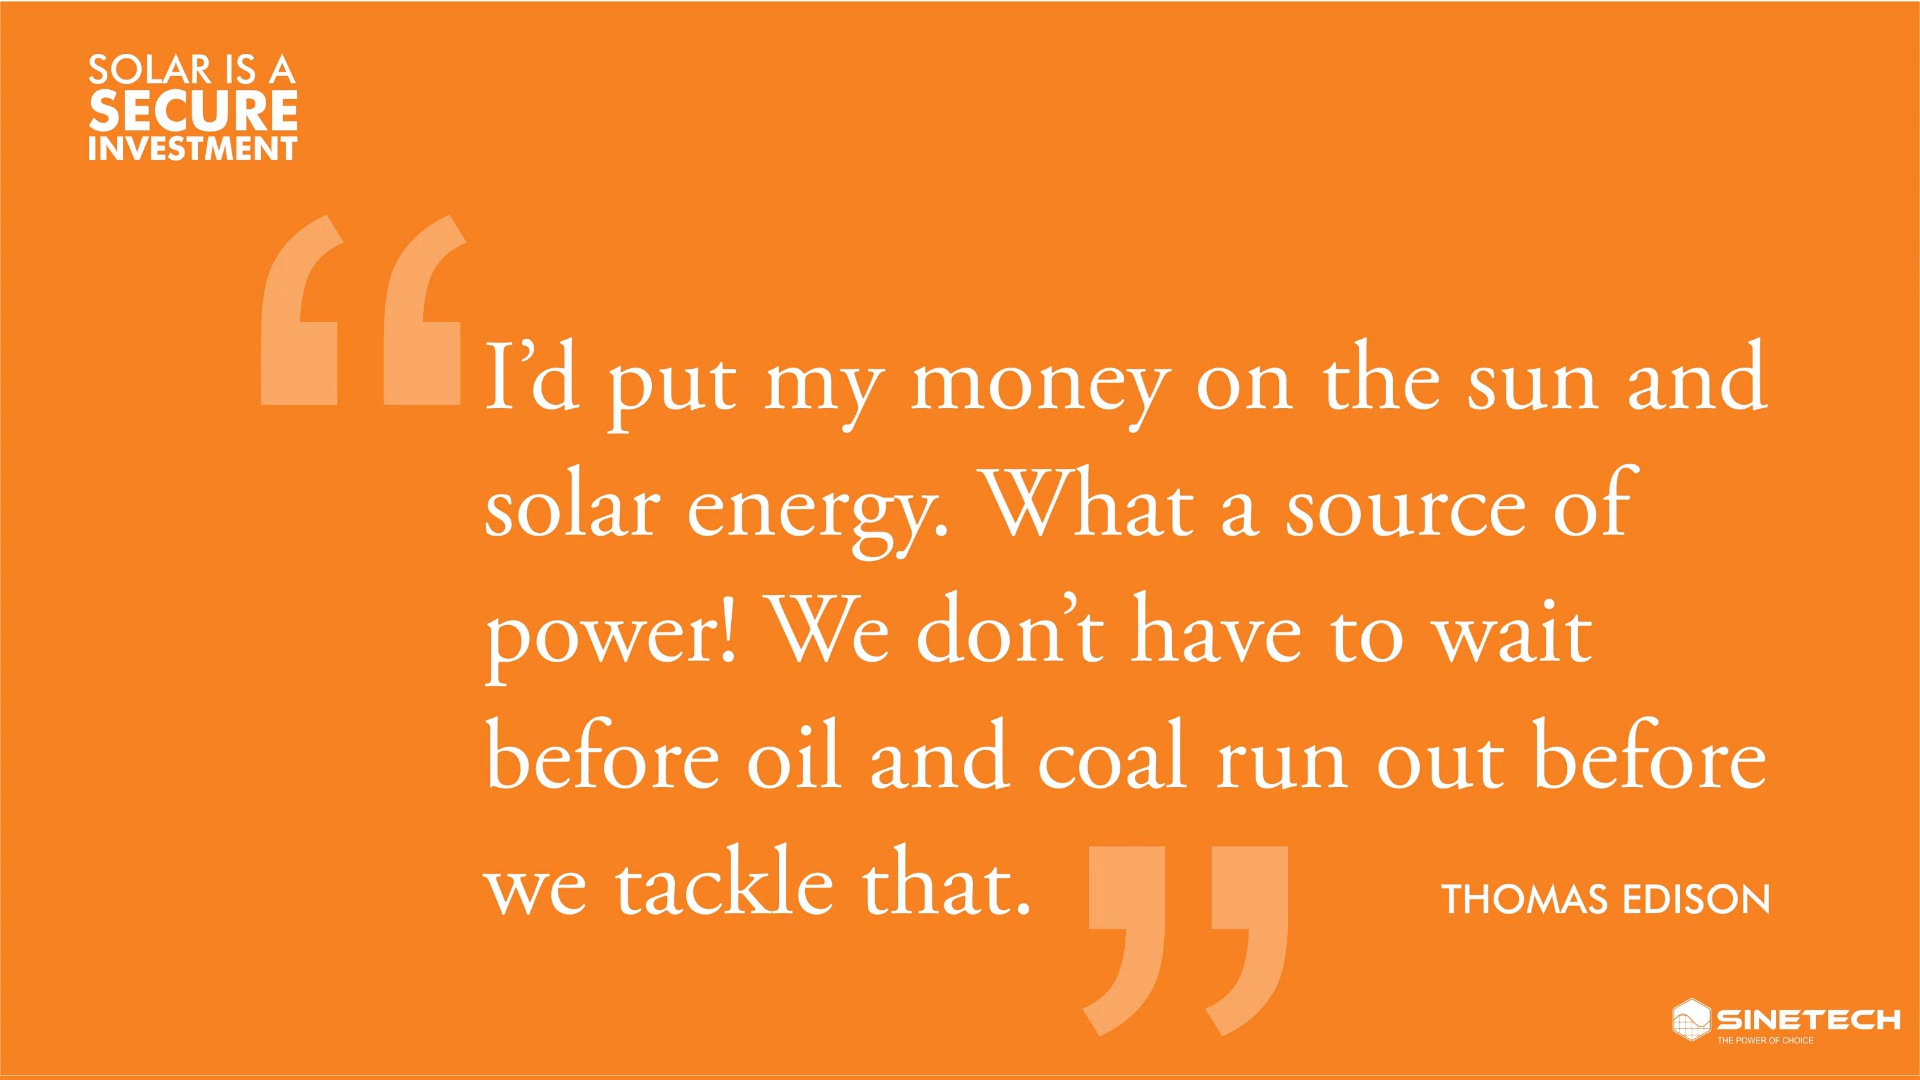 SOLAR IS A
SECURE
INVESTMENT
“I’d put my money on the sun and
solar energy. What a source of
power! We don’t have to wait
before oil and coal run out before
we tackle that.”
THOMAS EDISON
SINETECH
THE POWER OF CHOICE